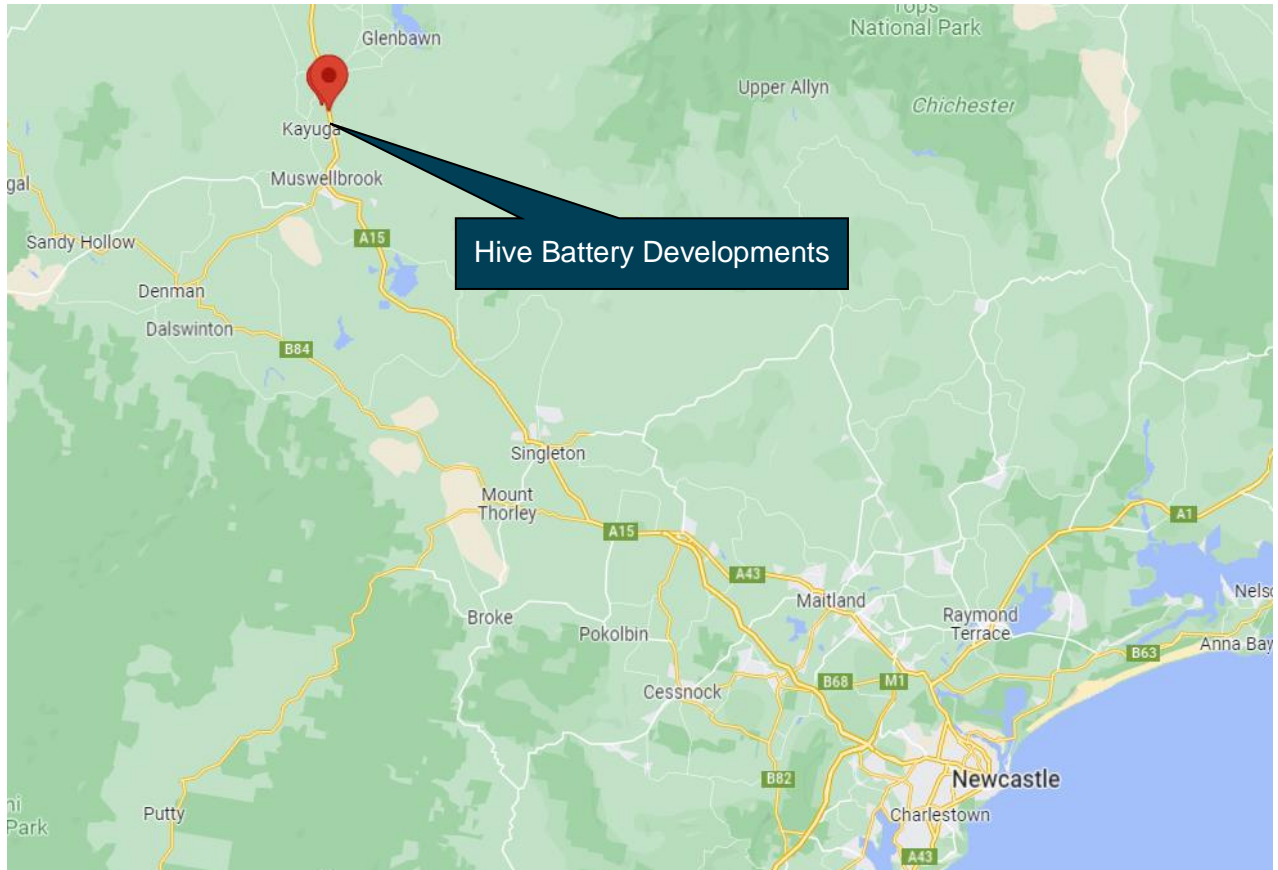 Tops
National Park
Glenbawn
Upper Allyn
Chichester
Kayuga
Muswellbrook
gal
Sandy Hollow
A15
Hive Battery Developments
Denman
Dalswinton
B84
Singleton
Mount
Thorley
A15
A1
A43
Maitland
Raymond
Terrace
Nelso
Broke
Pokolbin
B63
Anna Bay
Cessnock
B68
M1
B82
Newcastle
Putty
Charlestown
ni
Park
A43